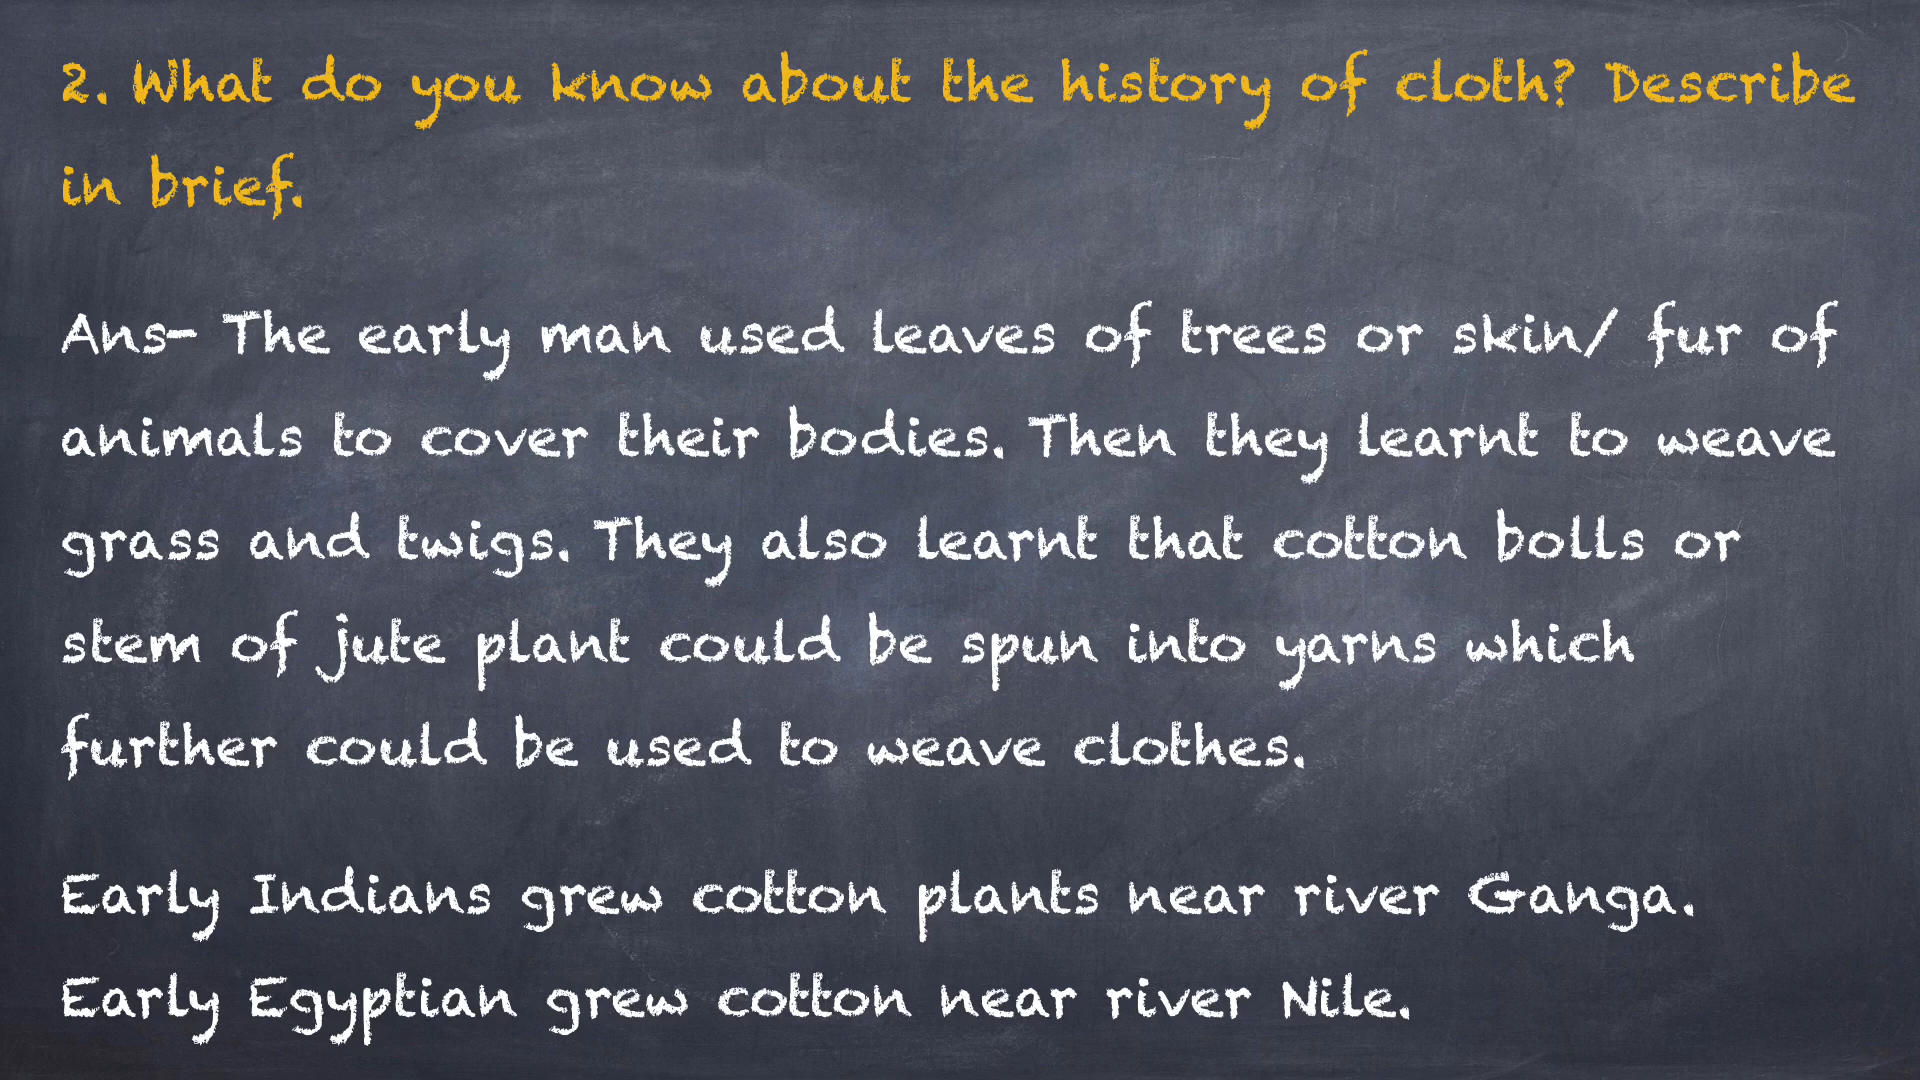 2. What do you know about the history of cloth? Describe
in brief.
Ans- The early man used leaves of trees or skin/ fur of
animals to cover their bodies. Then they learnt to weave
grass and twigs. They also learnt that cotton bolls or
stem of jute plant could be spun into yarns which
further could be used to weave clothes.
Early Indians grew cotton plants near river Ganga.
Early Egyptian grew cotton near river Nile.